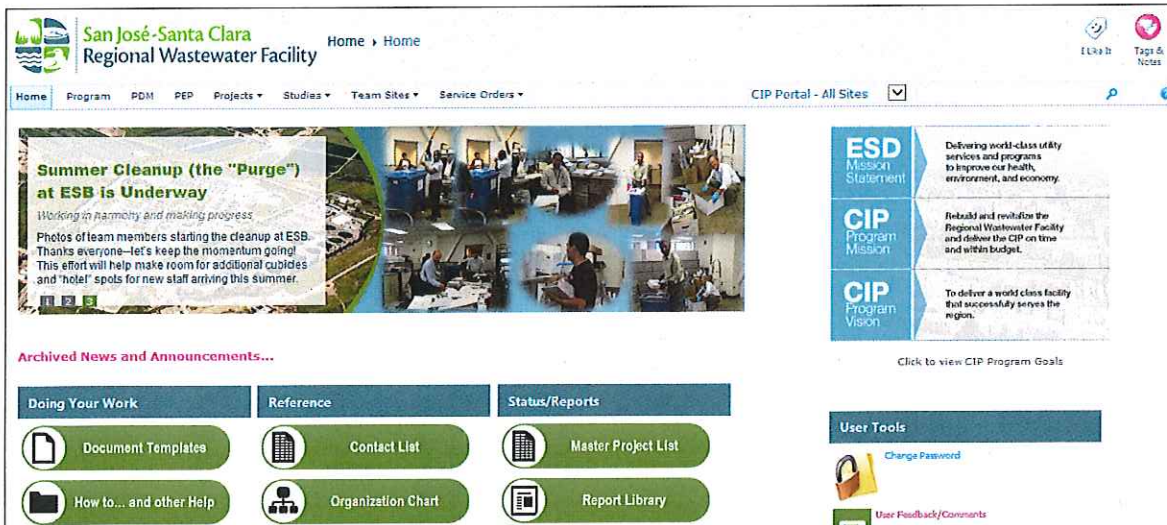 San José-Santa Clara
Regional Wastewater Facility
Home › Home
I Like It
Tags &
Notes
Home Program PDM PEP Projects Studies Team Sites Service Orders
CIP Portal - All Sites
Summer Cleanup (the "Purge")
at ESB is Underway
Working in harmony and making progress
Photos of team members starting the cleanup at ESB.
Thanks everyone—let's keep the momentum going!
This effort will help make room for additional cubicles
and "hotel" spots for new staff arriving this summer.
1 2 3
ESD
Mission
Statement
Delivering world-class utility
services and programs
to improve our health,
environment, and economy.
CIP
Program
Mission
Rebuild and revitalize the
Regional Wastewater Facility
and deliver the CIP on time
and within budget.
CIP
Program
Vision
To deliver a world class facility
that successfully serves the
region.
Click to view CIP Program Goals
Archived News and Announcements...
Doing Your Work
Document Templates
How to... and other Help
Reference
Contact List
Organization Chart
Status/Reports
Master Project List
Report Library
User Tools
Change Password
User Feedback/Comments